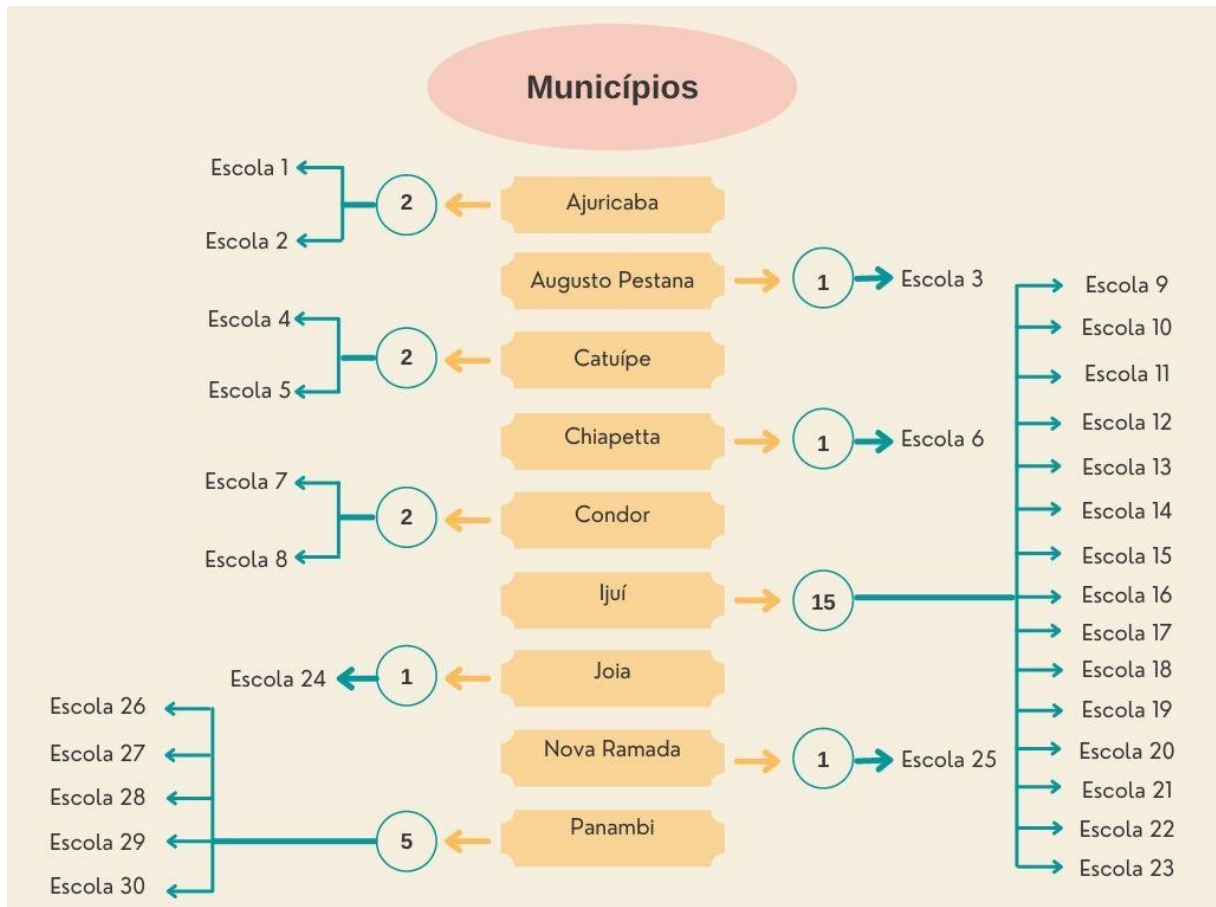 Municípios
Ajuricaba
2
Escola 1
Escola 2
Augusto Pestana
1
Escola 3
Catuípe
2
Escola 4
Escola 5
Chiapetta
1
Escola 6
Condor
2
Escola 7
Escola 8
Ijuí
15
Escola 9
Escola 10
Escola 11
Escola 12
Escola 13
Escola 14
Escola 15
Escola 16
Escola 17
Escola 18
Escola 19
Escola 20
Escola 21
Escola 22
Escola 23
Joia
1
Escola 24
Nova Ramada
1
Escola 25
Panambi
5
Escola 26
Escola 27
Escola 28
Escola 29
Escola 30